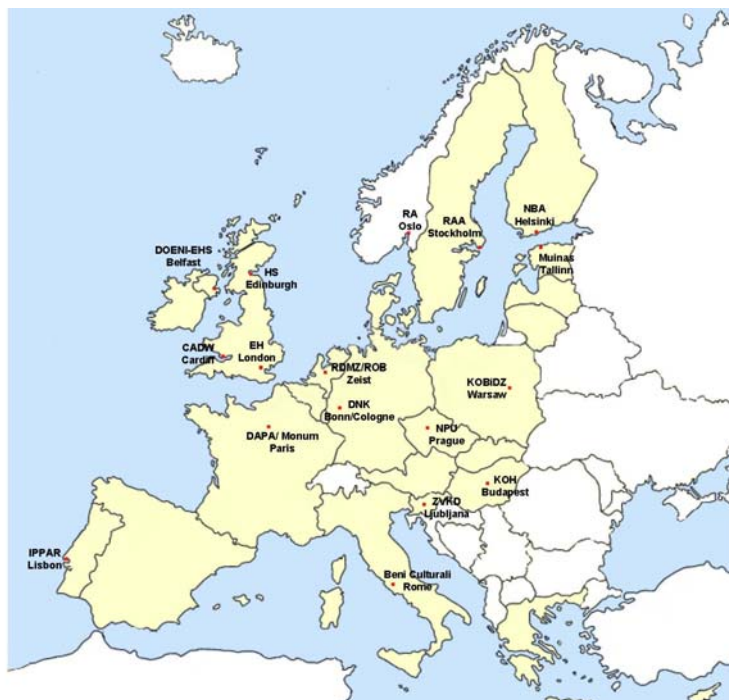 NBA
Helsinki
RA
Oslo
RAA
Stockholm
DOENI-EHS
Belfast
Muinas
Tallinn
HS
Edinburgh
CADW
Cardiff
EH
London
RDMZ/ROB
Zeist
KOBiDZ
Warsaw
DNK
Bonn/Cologne
DAPA/ Monum
Paris
NPU
Prague
KOH
Budapest
ZVKD
Ljubljana
IPPAR
Lisbon
Beni Culturali
Rome